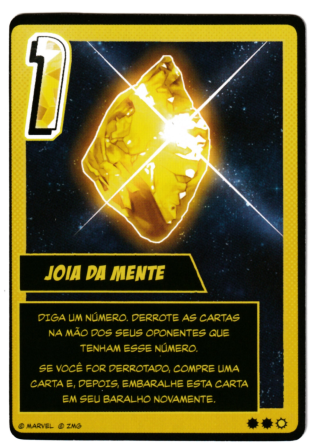 1
JOIA DA MENTE
DIGA UM NÚMERO. DERROTE AS CARTAS
NA MÃO DOS SEUS OPONENTES QUE
TENHAM ESSE NÚMERO.
SE VOCÊ FOR DERROTADO, COMPRE UMA
CARTA E, DEPOIS, EMBARALHE ESTA CARTA
EM SEU BARALHO NOVAMENTE.
© MARVEL © ZMG